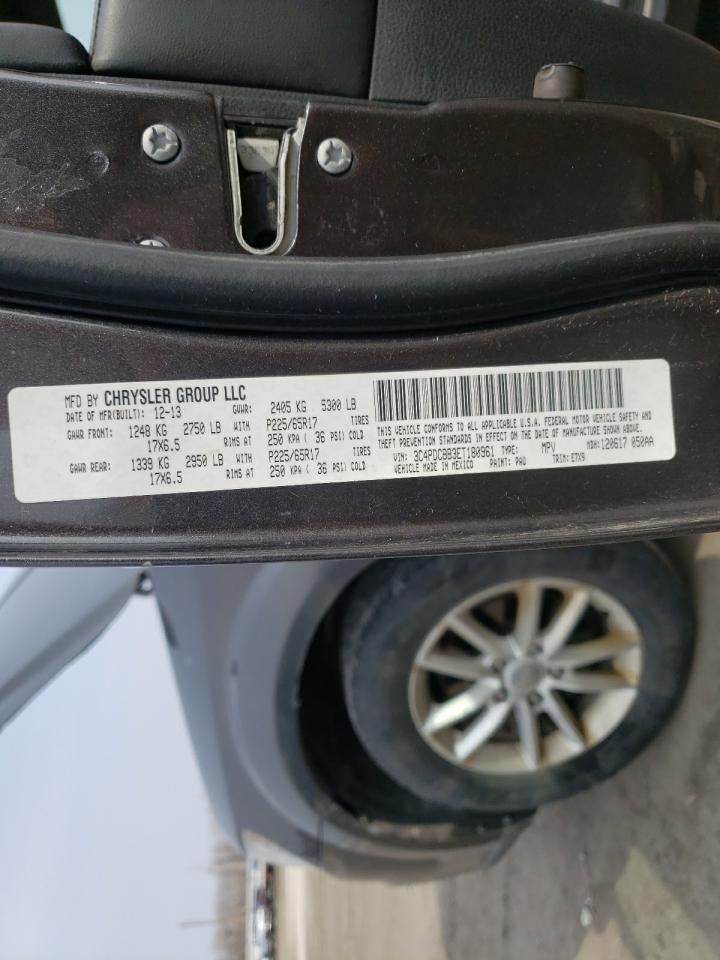 MFD BY CHRYSLER GROUP LLC
DATE OF MFR(BUILT): 12-13 GVWR: 2405 KG 5300 LB
GAWR FRONT: 1248 KG 2750 LB WITH P225/65R17 TIRES
17X6.5 RIMS AT 250 KPA ( 36 PSI) COLD
GAWR REAR: 1339 KG 2950 LB WITH P225/65R17 TIRES
17X6.5 RIMS AT 250 KPA ( 36 PSI) COLD
THIS VEHICLE CONFORMS TO ALL APPLICABLE U.S.A. FEDERAL MOTOR VEHICLE SAFETY AND
THEFT PREVENTION STANDARDS IN EFFECT ON THE DATE OF MANUFACTURE SHOWN ABOVE.
VIN: 3C4PDCBB3ET180961 TYPE: MPV MDH: 120617 050AA
VEHICLE MADE IN MEXICO PAINT: PAU TRIM: E7X9